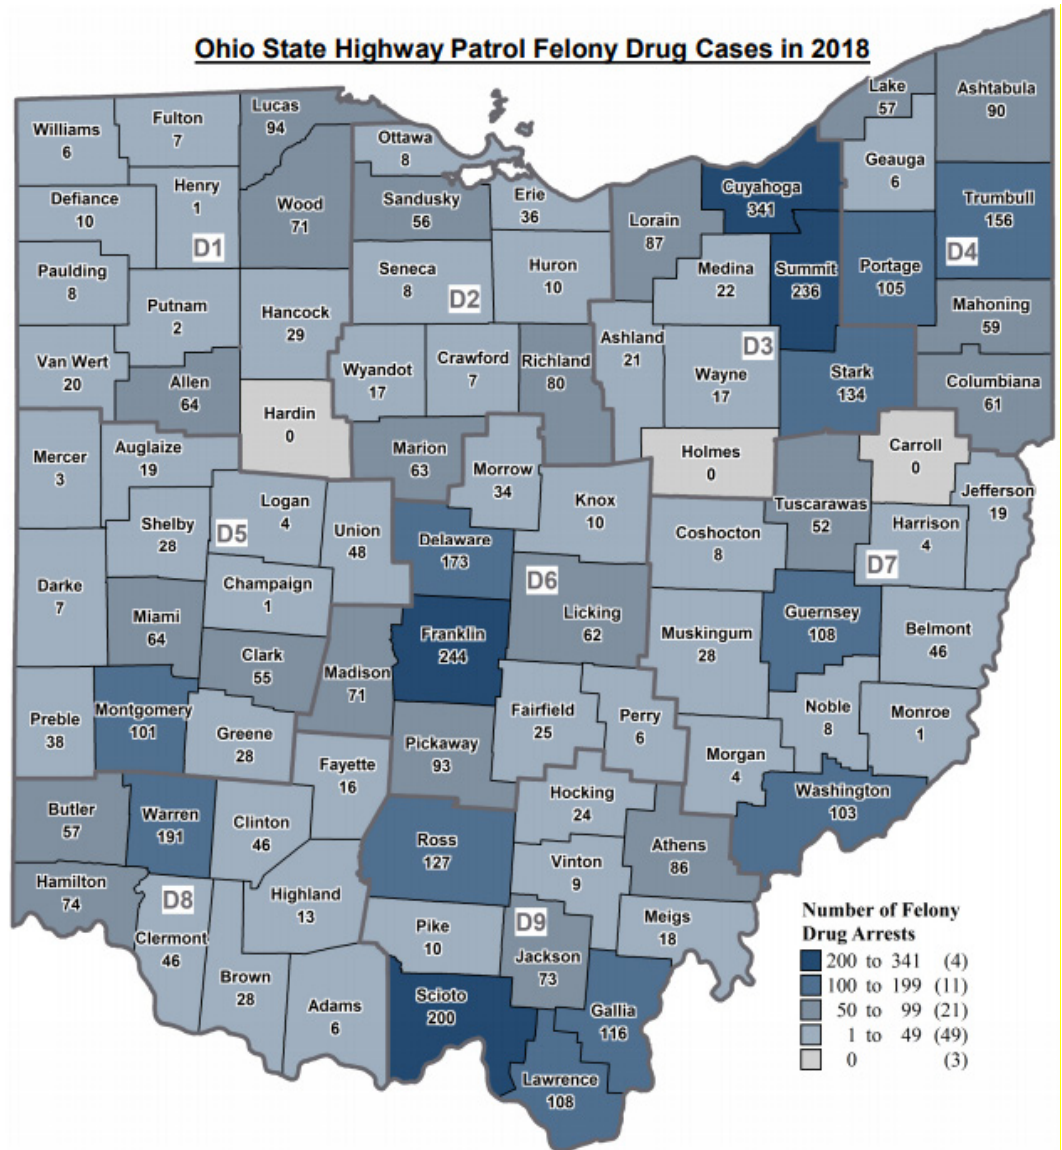 Ohio State Highway Patrol Felony Drug Cases in 2018
Williams
6
Fulton
7
Lucas
94
Ottawa
8
Lake
57
Ashtabula
90
Geauga
6
Defiance
10
Henry
1
Wood
71
Sandusky
56
Erie
36
Lorain
87
Cuyahoga
341
Trumbull
156
D1
D4
Paulding
8
Putnam
2
Hancock
29
Seneca
8
D2
Huron
10
Medina
22
Summit
236
Portage
105
Mahoning
59
Van Wert
20
Allen
64
Wyandot
17
Crawford
7
Richland
80
Ashland
21
D3
Wayne
17
Stark
134
Columbiana
61
Hardin
0
Mercer
3
Auglaize
19
Marion
63
Morrow
34
Holmes
0
Carroll
0
Knox
10
Tuscarawas
52
Jefferson
19
Logan
4
Shelby
28
D5
Union
48
Delaware
173
Coshocton
8
Harrison
4
D7
Darke
7
Champaign
1
Miami
64
D6
Licking
62
Franklin
244
Guernsey
108
Muskingum
28
Belmont
46
Clark
55
Madison
71
Preble
38
Montgomery
101
Greene
28
Fairfield
25
Perry
6
Noble
8
Monroe
1
Pickaway
93
Morgan
4
Fayette
16
Hocking
24
Washington
103
Butler
57
Warren
191
Clinton
46
Ross
127
Athens
86
Vinton
9
Hamilton
74
D8
Highland
13
Clermont
46
Pike
10
D9
Jackson
73
Meigs
18
Brown
28
Adams
6
Scioto
200
Gallia
116
Lawrence
108
Number of Felony
Drug Arrests
200 to 341 (4)
100 to 199 (11)
50 to 99 (21)
1 to 49 (49)
0 (3)